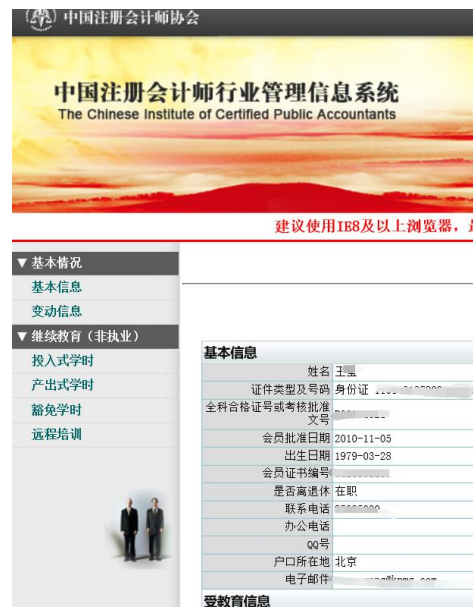 中国注册会计师协会
中国注册会计师行业管理信息系统
The Chinese Institute of Certified Public Accountants
建议使用IE8及以上浏览器，
▼ 基本情况
基本信息
变动信息
▼ 继续教育（非执业）
投入式学时
产出式学时
豁免学时
远程培训
基本信息
姓名 王
证件类型及号码 身份证
全科合格证号或考核批准
文号
会员批准日期 2010-11-05
出生日期 1979-03-28
会员证书编号
是否离退休 在职
联系电话
办公电话
QQ号
户口所在地 北京
电子邮件
受教育信息